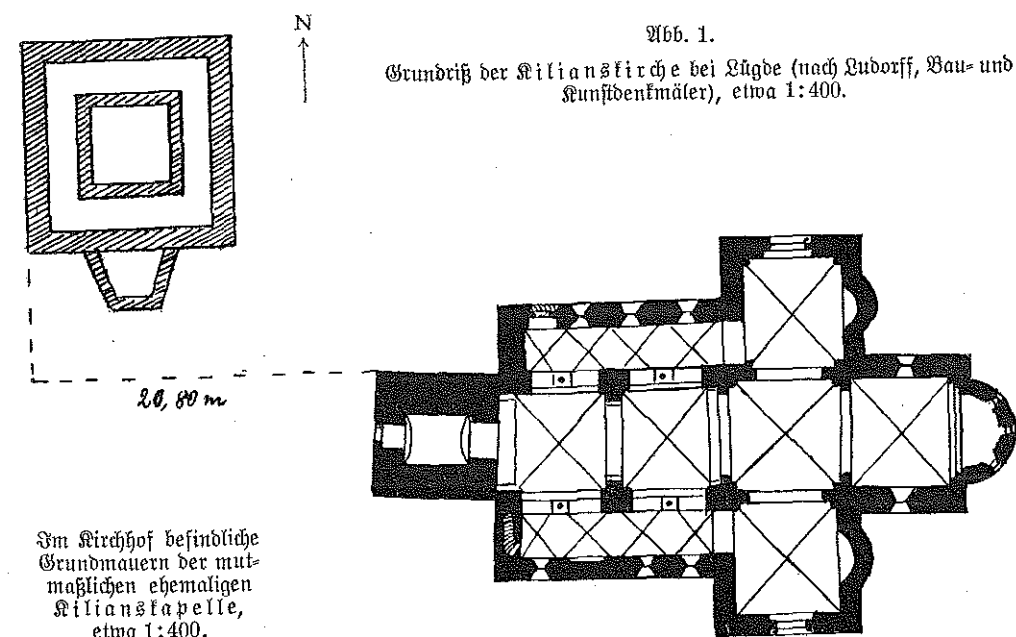 N
Abb. 1.
Grundriß der Kilianskirche bei Lügde (nach Ludorff, Bau- und
Kunstdenkmäler), etwa 1:400.
20,80 m
Im Kirchhof befindliche
Grundmauern der mut-
maßlichen ehemaligen
Kilianskapelle,
etwa 1:400.